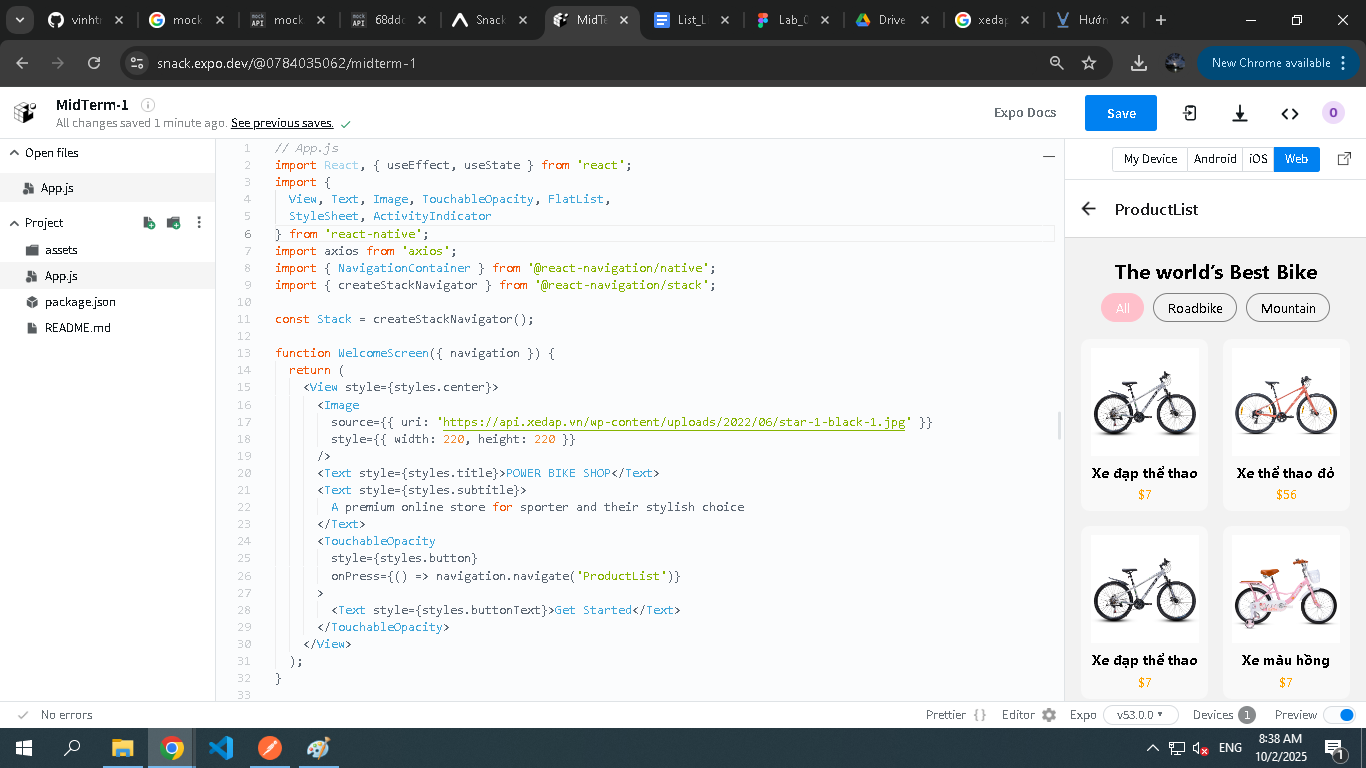 vinhtr
mock
mock
68ddc
Snack
MidTe
List_L
Lab_0
Drive
xedap
Hướn
snack.expo.dev/@0784035062/midterm-1
New Chrome available
MidTerm-1
All changes saved 1 minute ago. See previous saves.
Expo Docs
Save
O
Open files
App.js
Project
assets
App.js
package.json
README.md
1 // App.js
2 import React, { useEffect, useState } from 'react';
3 import {
4 View, Text, Image, TouchableOpacity, FlatList,
5 StyleSheet, ActivityIndicator
6 } from 'react-native';
7 import axios from 'axios';
8 import { NavigationContainer } from '@react-navigation/native';
9 import { createStackNavigator } from '@react-navigation/stack';
10
11 const Stack = createStackNavigator();
12
13 function WelcomeScreen({ navigation }) {
14 return (
15 <View style={styles.center}>
16 <Image
17 source={{ uri: 'https://api.xedap.vn/wp-content/uploads/2022/06/star-1-black-1.jpg' }}
18 style={{ width: 220, height: 220 }}
19 />
20 <Text style={styles.title}>POWER BIKE SHOP</Text>
21 <Text style={styles.subtitle}>
22 A premium online store for sporter and their stylish choice
23 </Text>
24 <TouchableOpacity
25 style={styles.button}
26 onPress={() => navigation.navigate('ProductList')}
27 >
28 <Text style={styles.buttonText}>Get Started</Text>
29 </TouchableOpacity>
30 </View>
31 );
32 }
33
My Device Android iOS Web
ProductList
The world's Best Bike
All Roadbike Mountain
Xe đạp thể thao
$7
Xe thể thao đỏ
$56
Xe đạp thể thao
$7
Xe màu hồng
$7
No errors
Prettier {} Editor Expo v53.0.0 Devices 1 Preview
ENG
8:38 AM
10/2/2025
1